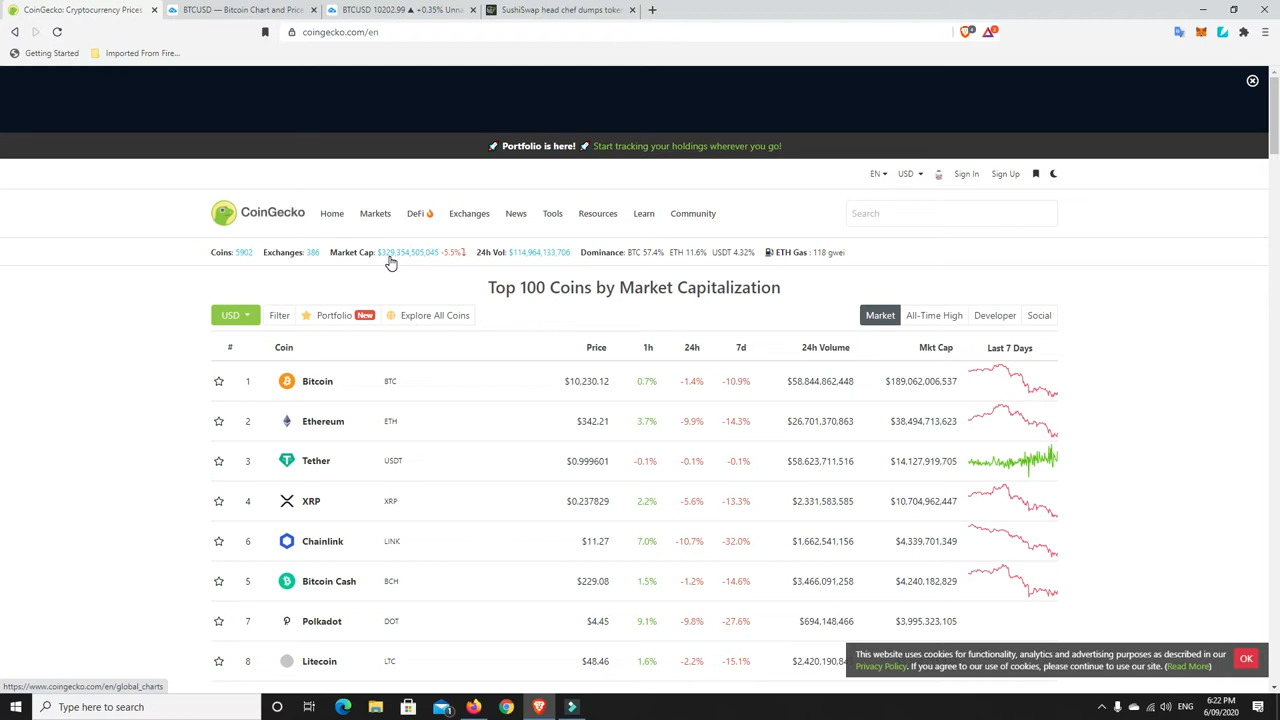 CoinGecko: Cryptocurrency Prices
BTCUSD — Bitcoin Chart and Price
BTCUSD 10202.99 ▲ +0.35% Unna
SushiSwap head chef dumps token
coingecko.com/en
Getting Started
Imported From Fire...
Portfolio is here! Start tracking your holdings wherever you go!
EN USD Sign In Sign Up
CoinGecko Home Markets DeFi Exchanges News Tools Resources Learn Community Search
Coins: 5902 Exchanges: 386 Market Cap: $329,354,505,045 -5.5% 24h Vol: $114,964,133,706 Dominance: BTC 57.4% ETH 11.6% USDT 4.32% ETH Gas : 118 gwei
Top 100 Coins by Market Capitalization
USD Filter Portfolio New Explore All Coins Market All-Time High Developer Social
# Coin Price 1h 24h 7d 24h Volume Mkt Cap Last 7 Days
1 Bitcoin BTC $10,230.12 0.7% -1.4% -10.9% $58,844,862,448 $189,062,006,537
2 Ethereum ETH $342.21 3.7% -9.9% -14.3% $26,701,370,863 $38,494,713,623
3 Tether USDT $0.999601 -0.1% -0.1% -0.1% $58,623,711,516 $14,127,919,705
4 XRP XRP $0.237829 2.2% -5.6% -13.3% $2,331,583,585 $10,704,962,447
6 Chainlink LINK $11.27 7.0% -10.7% -32.0% $1,662,541,156 $4,339,701,349
5 Bitcoin Cash BCH $229.08 1.5% -1.2% -14.6% $3,466,091,258 $4,240,182,829
7 Polkadot DOT $4.45 9.1% -9.8% -27.6% $694,148,466 $3,995,323,105
8 Litecoin LTC $48.46 1.6% -2.2% -15.1% $2,420,190,84
This website uses cookies for functionality, analytics and advertising purposes as described in our
Privacy Policy. If you agree to our use of cookies, please continue to use our site. (Read More)
OK
https://www.coingecko.com/en/global_charts
Type here to search
ENG
6:22 PM
6/09/2020